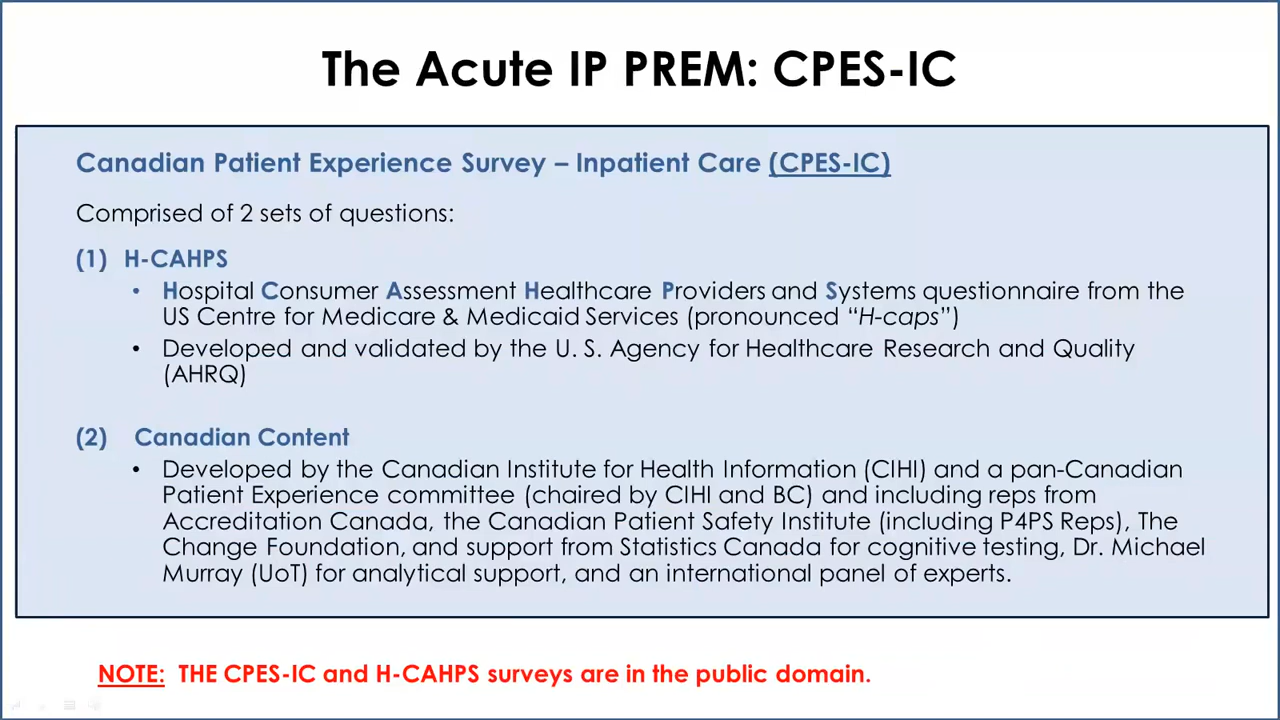 The Acute IP PREM: CPES-IC
Canadian Patient Experience Survey – Inpatient Care (CPES-IC)
Comprised of 2 sets of questions:
(1) H-CAHPS
• Hospital Consumer Assessment Healthcare Providers and Systems questionnaire from the
US Centre for Medicare & Medicaid Services (pronounced “H-caps”)
• Developed and validated by the U. S. Agency for Healthcare Research and Quality
(AHRQ)
(2) Canadian Content
• Developed by the Canadian Institute for Health Information (CIHI) and a pan-Canadian
Patient Experience committee (chaired by CIHI and BC) and including reps from
Accreditation Canada, the Canadian Patient Safety Institute (including P4PS Reps), The
Change Foundation, and support from Statistics Canada for cognitive testing, Dr. Michael
Murray (UoT) for analytical support, and an international panel of experts.
NOTE: THE CPES-IC and H-CAHPS surveys are in the public domain.